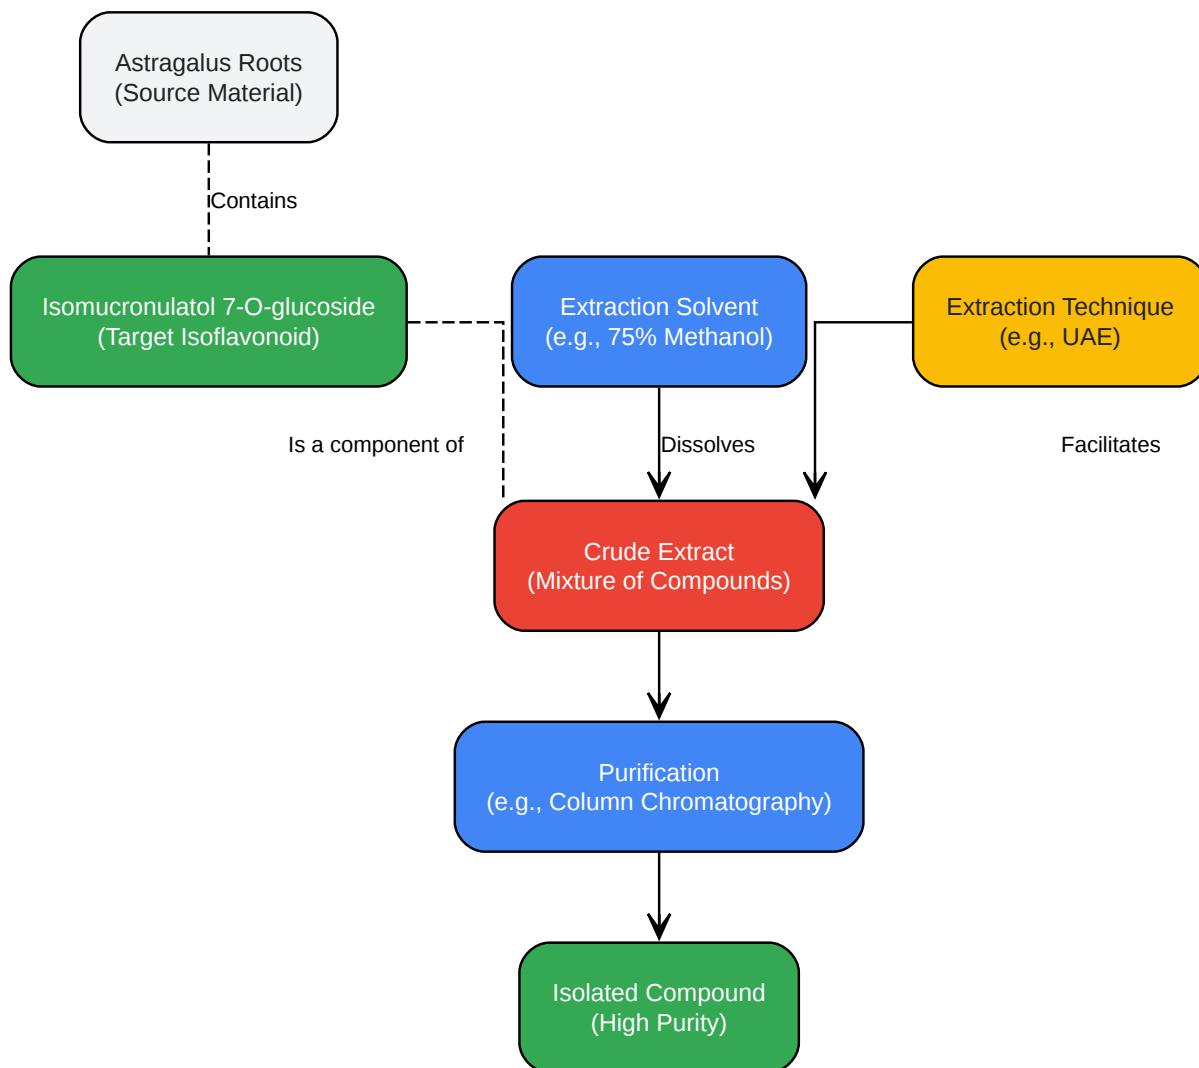 Astragalus Roots
(Source Material)
Contains
Isomucronulatol 7-O-glucoside
(Target Isoflavonoid)
Extraction Solvent
(e.g., 75% Methanol)
Extraction Technique
(e.g., UAE)
Is a component of
Dissolves
Facilitates
Crude Extract
(Mixture of Compounds)
Purification
(e.g., Column Chromatography)
Isolated Compound
(High Purity)